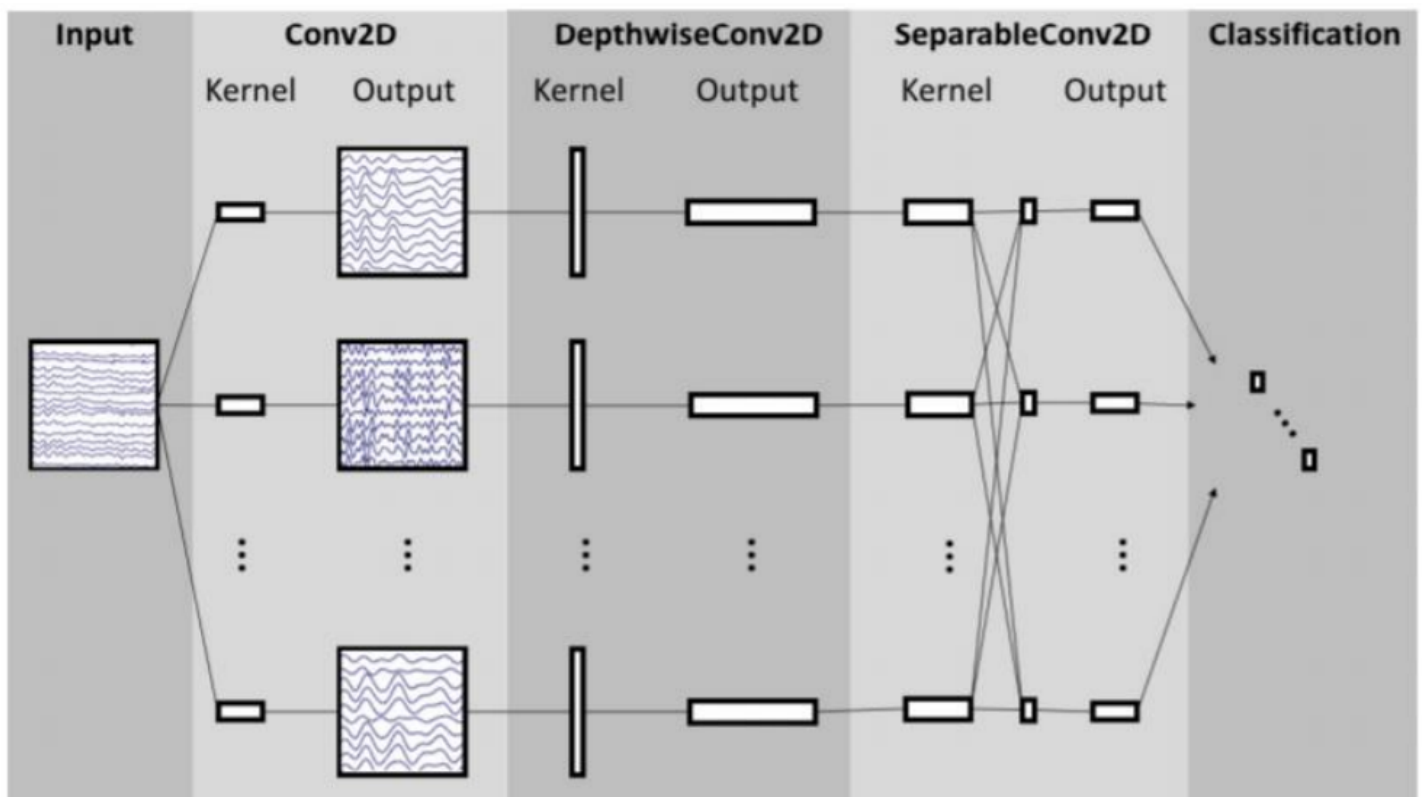 Input Conv2D DepthwiseConv2D SeparableConv2D Classification
Kernel Output Kernel Output Kernel Output